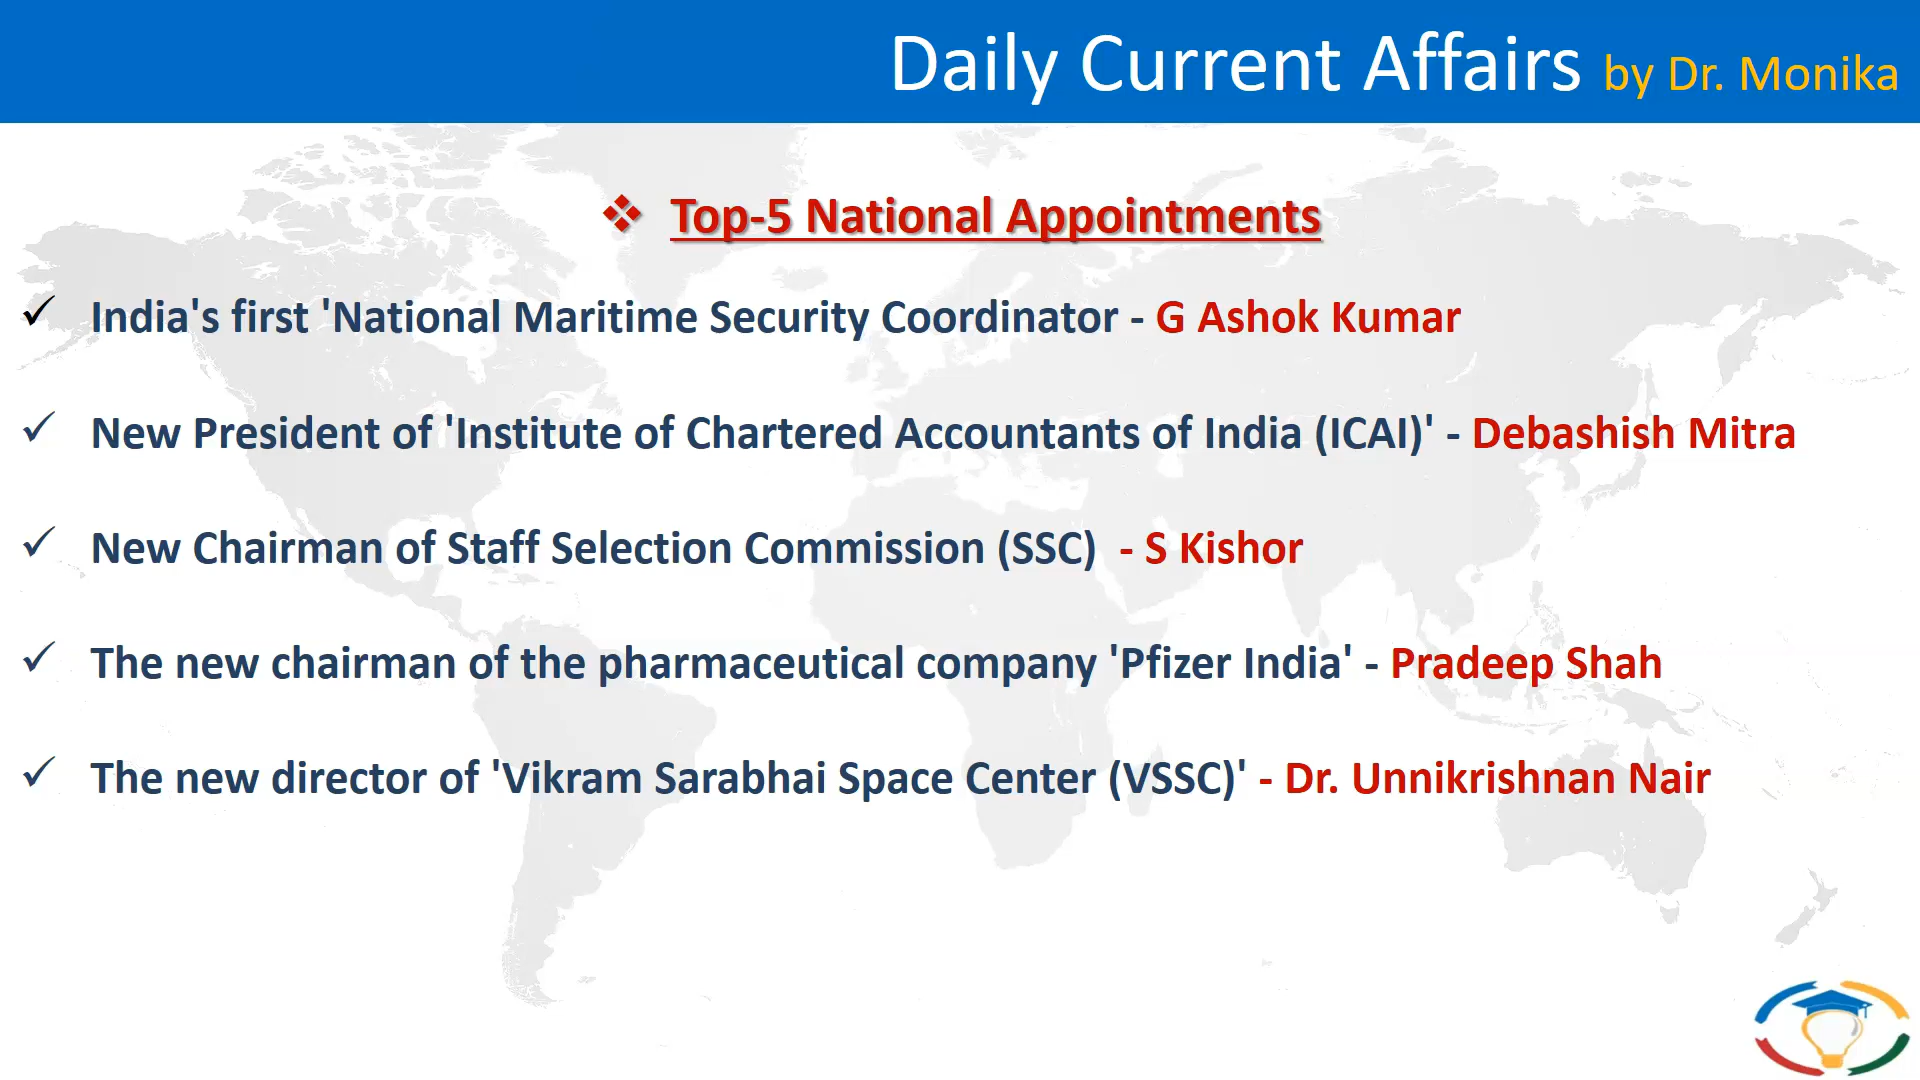 Daily Current Affairs by Dr. Monika
Top-5 National Appointments
India's first 'National Maritime Security Coordinator - G Ashok Kumar
New President of 'Institute of Chartered Accountants of India (ICAI)' - Debashish Mitra
New Chairman of Staff Selection Commission (SSC)  - S Kishor
The new chairman of the pharmaceutical company 'Pfizer India' - Pradeep Shah
The new director of 'Vikram Sarabhai Space Center (VSSC)' - Dr. Unnikrishnan Nair